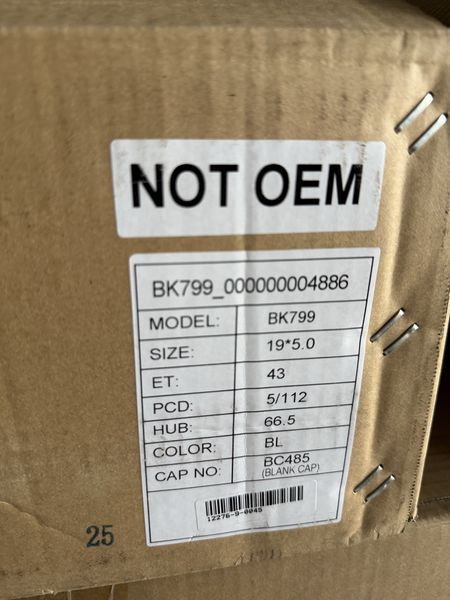 NOT OEM
BK799_000000004886
MODEL: BK799
SIZE: 19*5.0
ET: 43
PCD: 5/112
HUB: 66.5
COLOR: BL
CAP NO: BC485
(BLANK CAP)
12276-9-0045
25